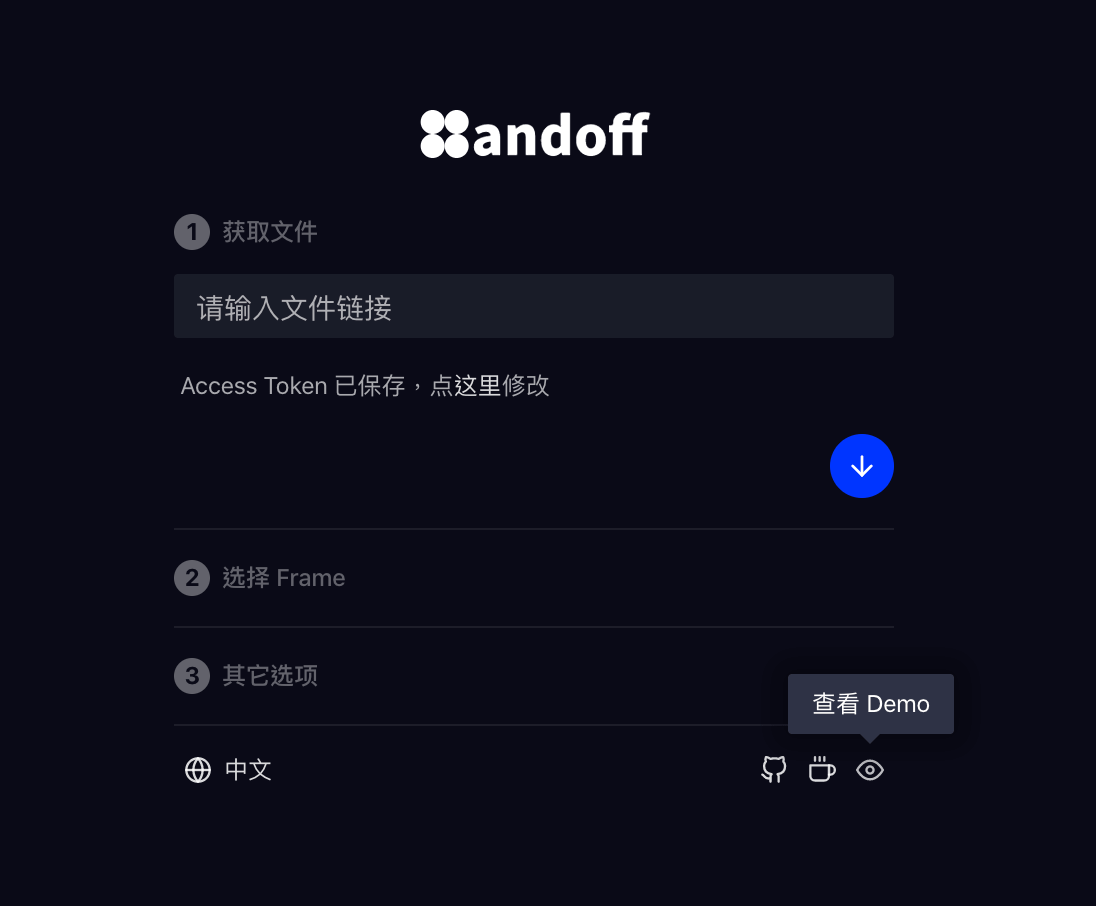 andoff
1 获取文件
请输入文件链接
Access Token 已保存，点这里修改
2 选择 Frame
3 其它选项
查看 Demo
中文